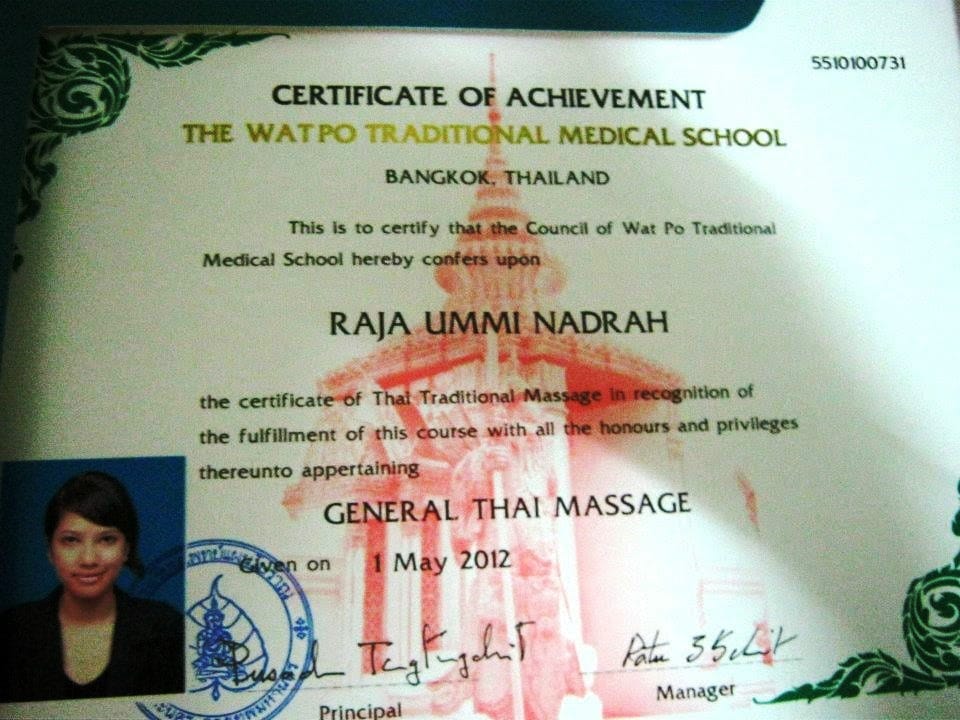 5510100731
CERTIFICATE OF ACHIEVEMENT
THE WAT PO TRADITIONAL MEDICAL SCHOOL
BANGKOK, THAILAND
This is to certify that the Council of Wat Po Traditional
Medical School hereby confers upon
RAJA UMMI NADRAH
the certificate of Thai Traditional Massage in recognition of
the fulfillment of this course with all the honours and privileges
thereunto appertaining
GENERAL THAI MASSAGE
Given on 1 May 2012
Principal
Manager